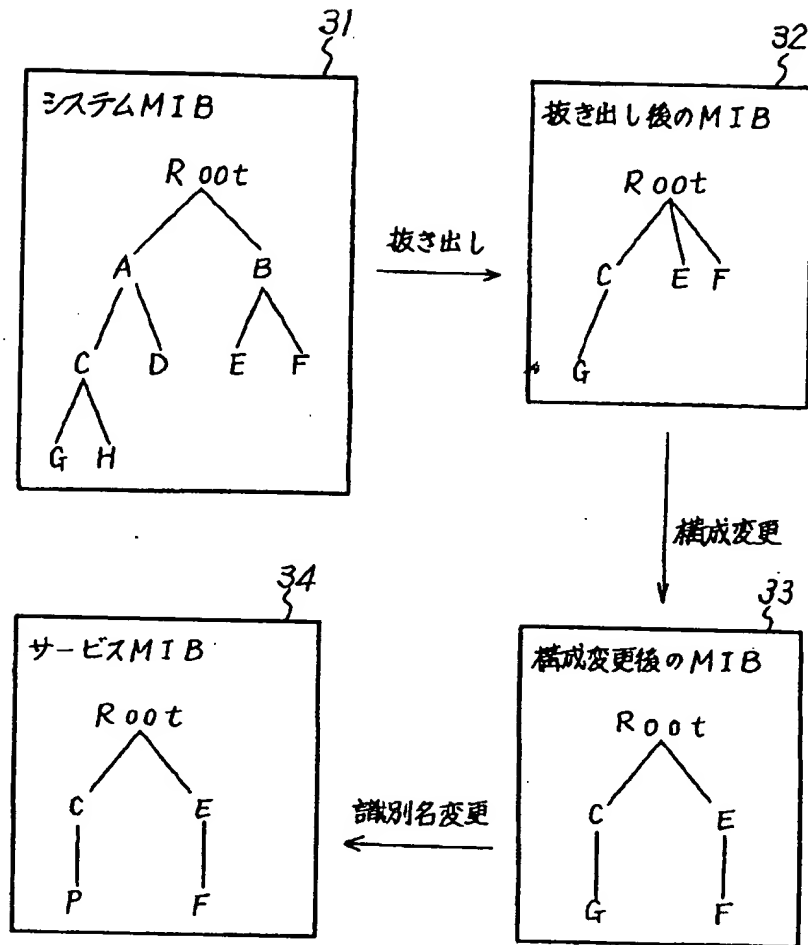 31
システムMIB
Root
A B
C D E F
G H
抜き出し
32
抜き出し後のMIB
Root
C E F
G
構成変更
33
構成変更後のMIB
Root
C E
G F
識別名変更
34
サービスMIB
Root
C E
P F